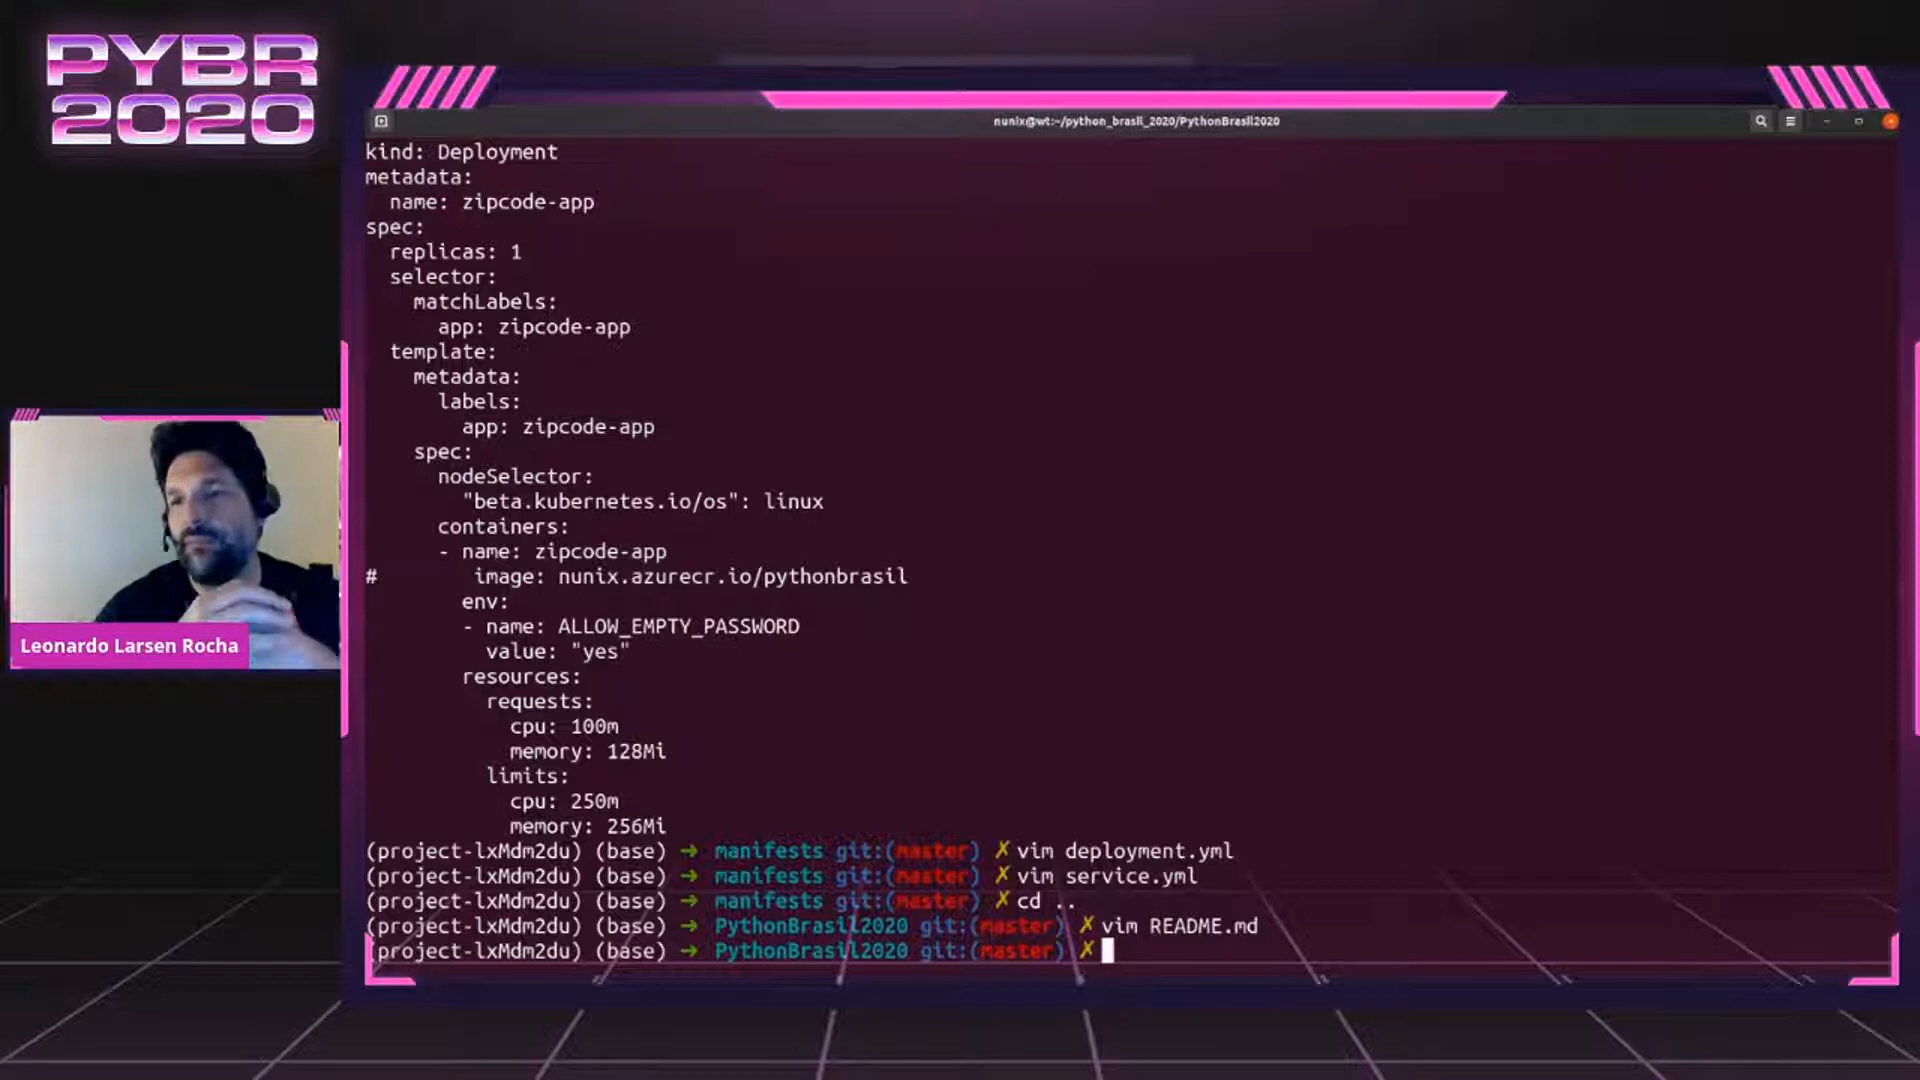 PYBR
2020
nunix@wt:~/python_brasil_2020/PythonBrasil2020
kind: Deployment
metadata:
  name: zipcode-app
spec:
  replicas: 1
  selector:
    matchLabels:
      app: zipcode-app
  template:
    metadata:
      labels:
        app: zipcode-app
    spec:
      nodeSelector:
        "beta.kubernetes.io/os": linux
      containers:
      - name: zipcode-app
#        image: nunix.azurecr.io/pythonbrasil
        env:
        - name: ALLOW_EMPTY_PASSWORD
          value: "yes"
        resources:
          requests:
            cpu: 100m
            memory: 128Mi
          limits:
            cpu: 250m
            memory: 256Mi
(project-lxMdm2du) (base) → manifests git:(master) ✗ vim deployment.yml
(project-lxMdm2du) (base) → manifests git:(master) ✗ vim service.yml
(project-lxMdm2du) (base) → manifests git:(master) ✗ cd ..
(project-lxMdm2du) (base) → PythonBrasil2020 git:(master) ✗ vim README.md
(project-lxMdm2du) (base) → PythonBrasil2020 git:(master) ✗
Leonardo Larsen Rocha